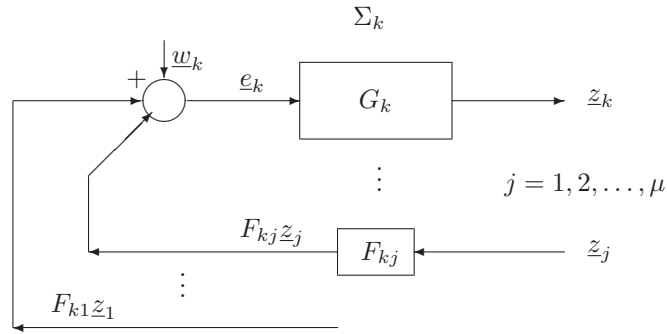 Σ_k
w_k
+
e_k
G_k
z_k
⋮
j = 1, 2, . . . , μ
F_{kj} z_j
F_{kj}
z_j
⋮
F_{k1} z_1